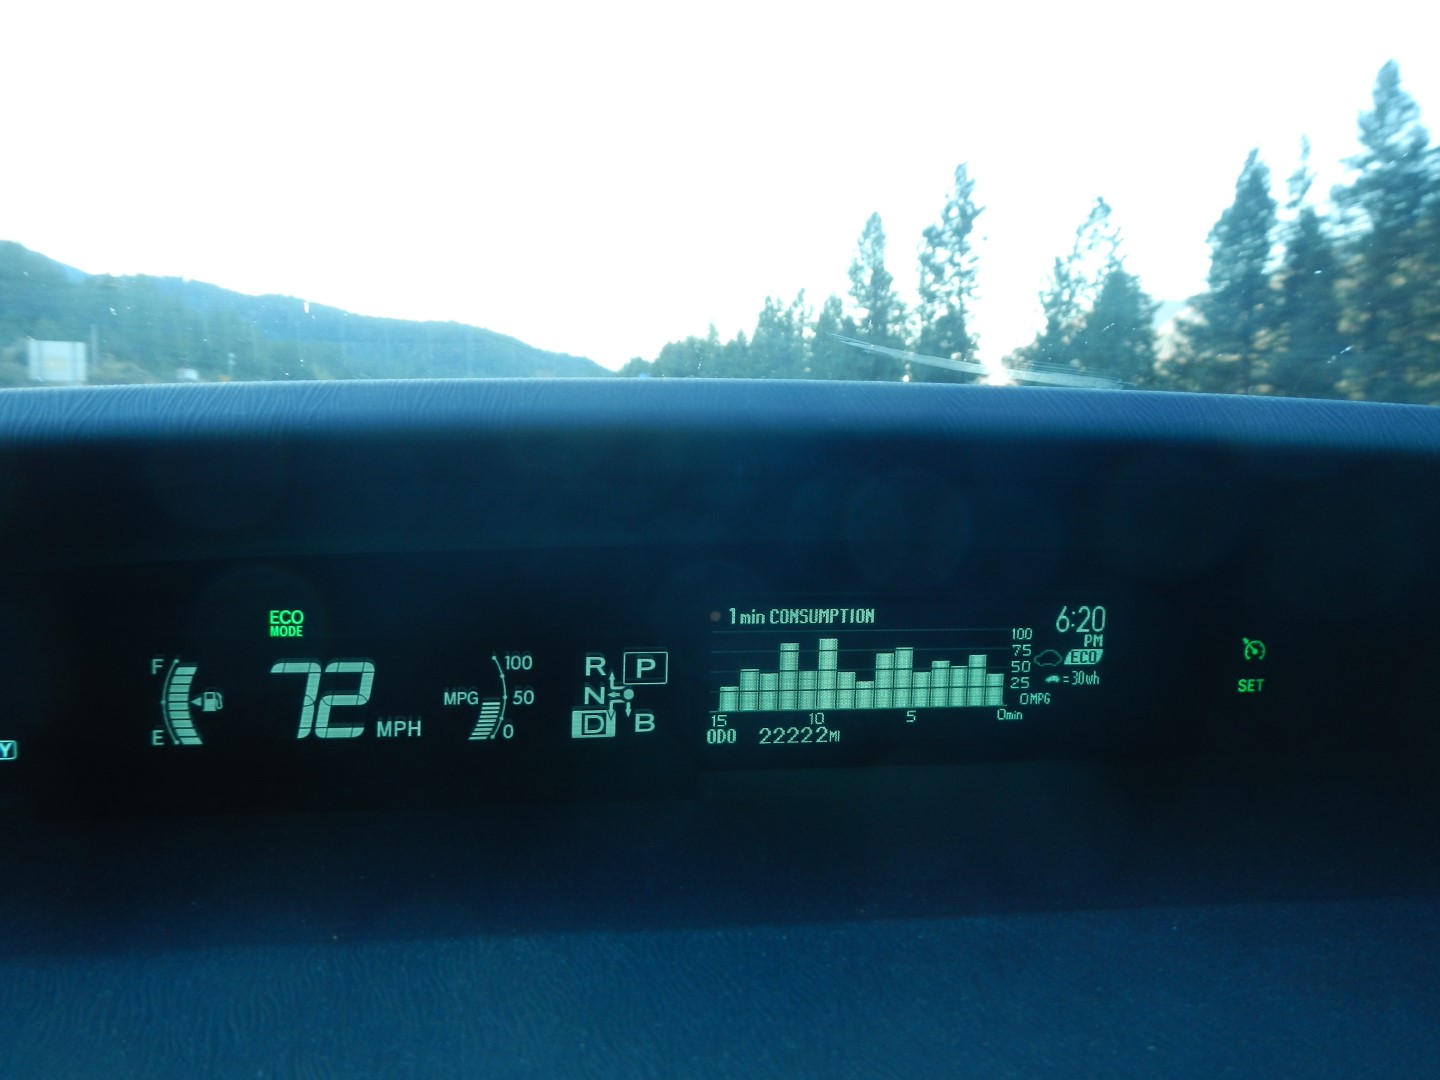 ECO
MODE
F
E
72 MPH
MPG
100
50
0
R P
N
D B
1 min CONSUMPTION
6:20
PM
ECO
= 30wh
100
75
50
25
0MPG
15 10 5 0min
ODO 22222MI
SET
Y